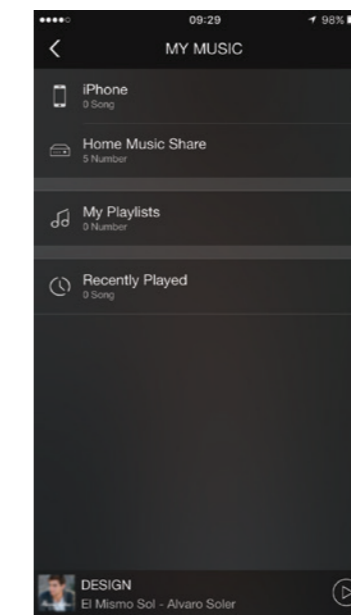 09:29
98%
MY MUSIC
iPhone
0 Song
Home Music Share
5 Number
My Playlists
0 Number
Recently Played
0 Song
DESIGN
El Mismo Sol - Alvaro Soler